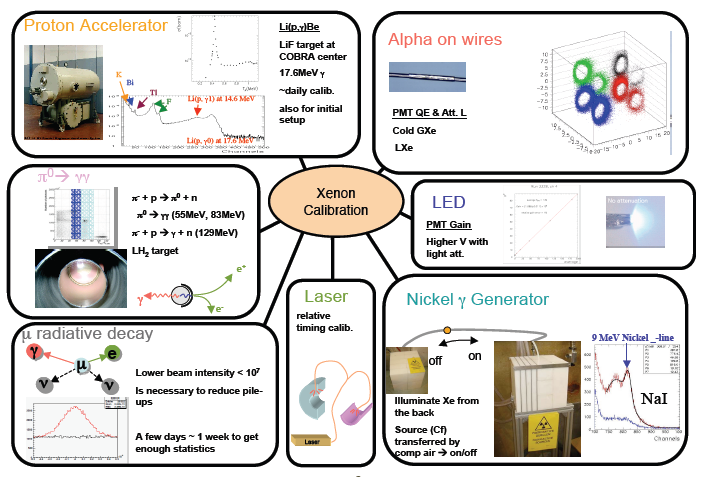 Proton Accelerator
Li(p,γ)Be
LiF target at
COBRA center
17.6MeV γ
~daily calib.
also for initial
setup
K
Bi
Tl
F
Li(p, γ1) at 14.6 MeV
Li(p, γ0) at 17.6 MeV
Channels
Alpha on wires
PMT QE & Att. L
Cold GXe
LXe
π0 → γγ
π- + p → π0 + n
π0 → γγ (55MeV, 83MeV)
π- + p → γ + n (129MeV)
LH2 target
γ
e+
e-
Xenon
Calibration
LED
PMT Gain
Higher V with
light att.
No attenuation
μ radiative decay
γ
μ
e
ν
ν
Lower beam intensity < 10^7
Is necessary to reduce pile-
ups
A few days ~ 1 week to get
enough statistics
Laser
relative
timing calib.
Laser
Nickel γ Generator
off
on
Illuminate Xe from
the back
Source (Cf)
transferred by
comp air → on/off
9 MeV Nickel _-line
NaI
Channels